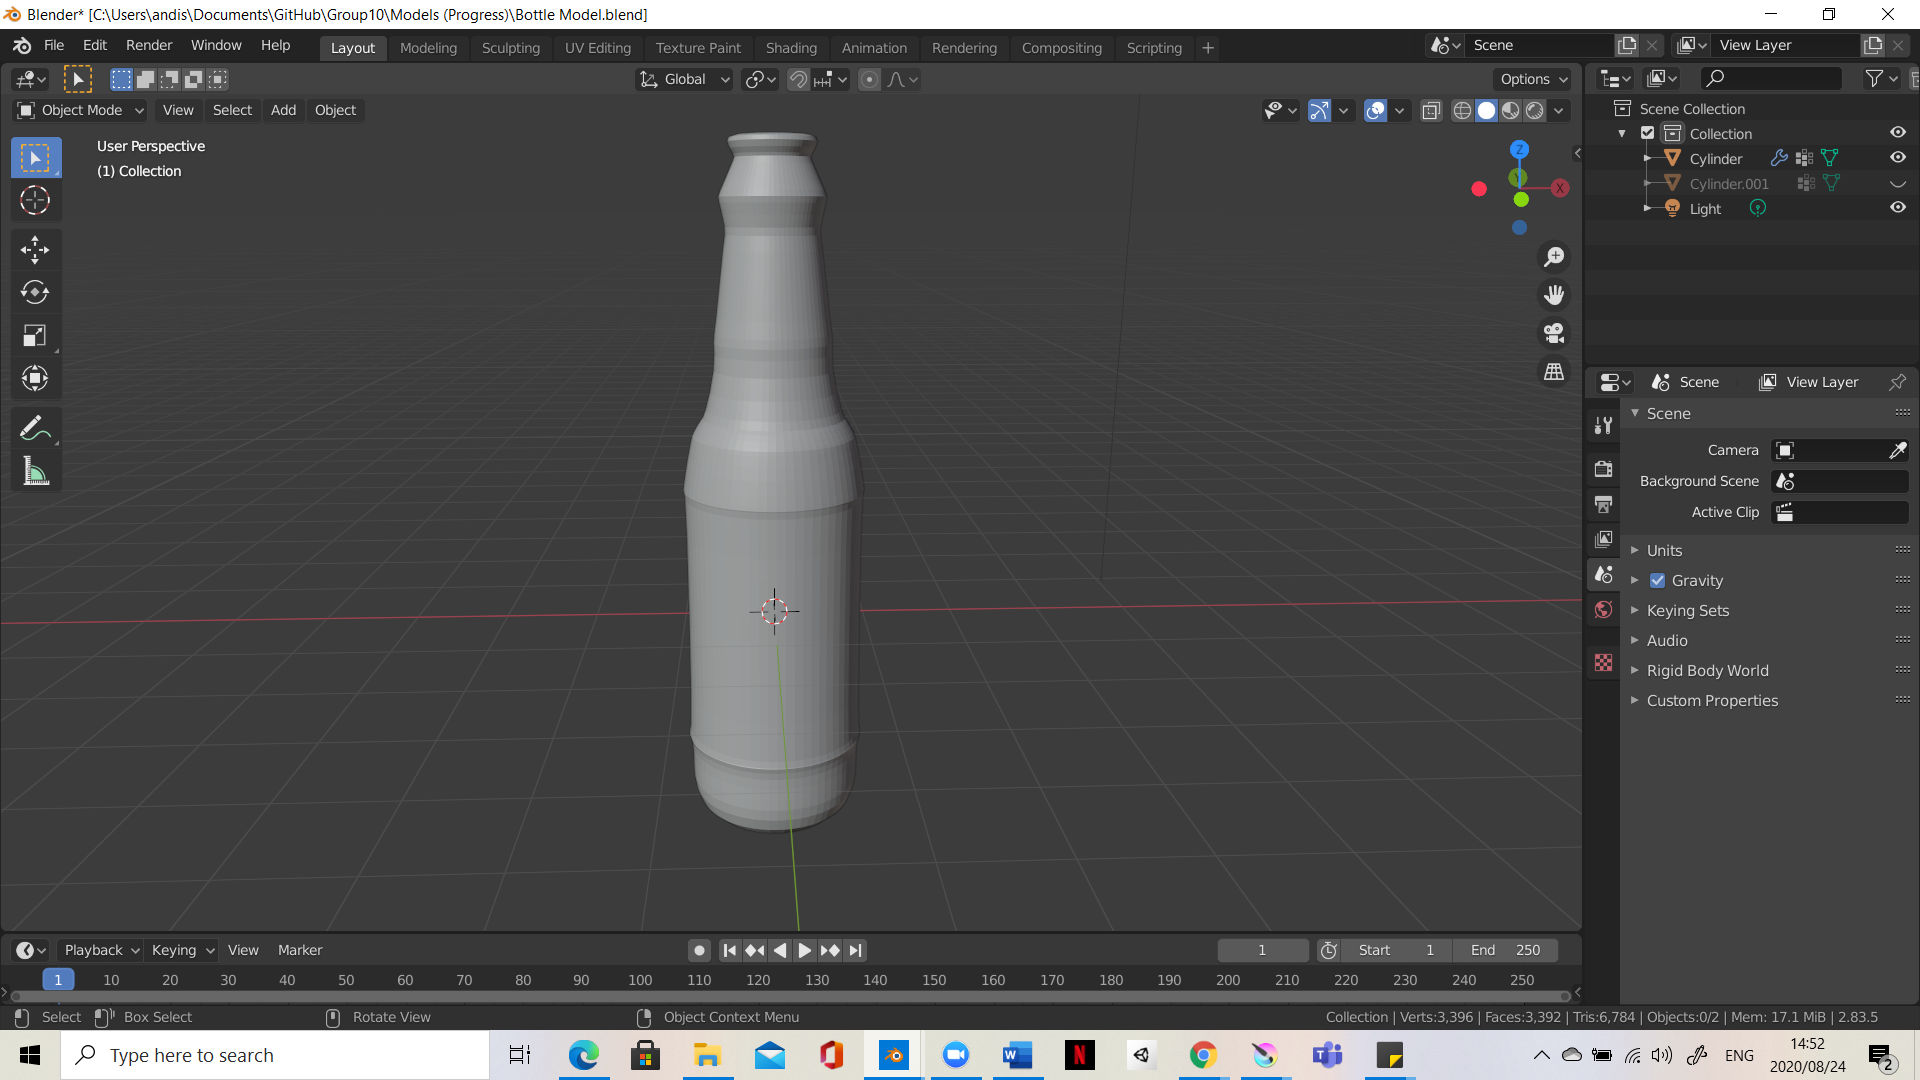 Blender* [C:\Users\andis\Documents\GitHub\Group10\Models (Progress)\Bottle Model.blend]
File Edit Render Window Help Layout Modeling Sculpting UV Editing Texture Paint Shading Animation Rendering Compositing Scripting + Scene View Layer
Global Options
Object Mode View Select Add Object
User Perspective
(1) Collection
Z
X
Scene Collection
Collection
Cylinder
Cylinder.001
Light
Scene View Layer
Scene
Camera
Background Scene
Active Clip
Units
Gravity
Keying Sets
Audio
Rigid Body World
Custom Properties
Playback Keying View Marker 1 Start 1 End 250
1 10 20 30 40 50 60 70 80 90 100 110 120 130 140 150 160 170 180 190 200 210 220 230 240 250
Select Box Select Rotate View Object Context Menu Collection | Verts:3,396 | Faces:3,392 | Tris:6,784 | Objects:0/2 | Mem: 17.1 MiB | 2.83.5
Type here to search
W
N
ENG
14:52
2020/08/24
2